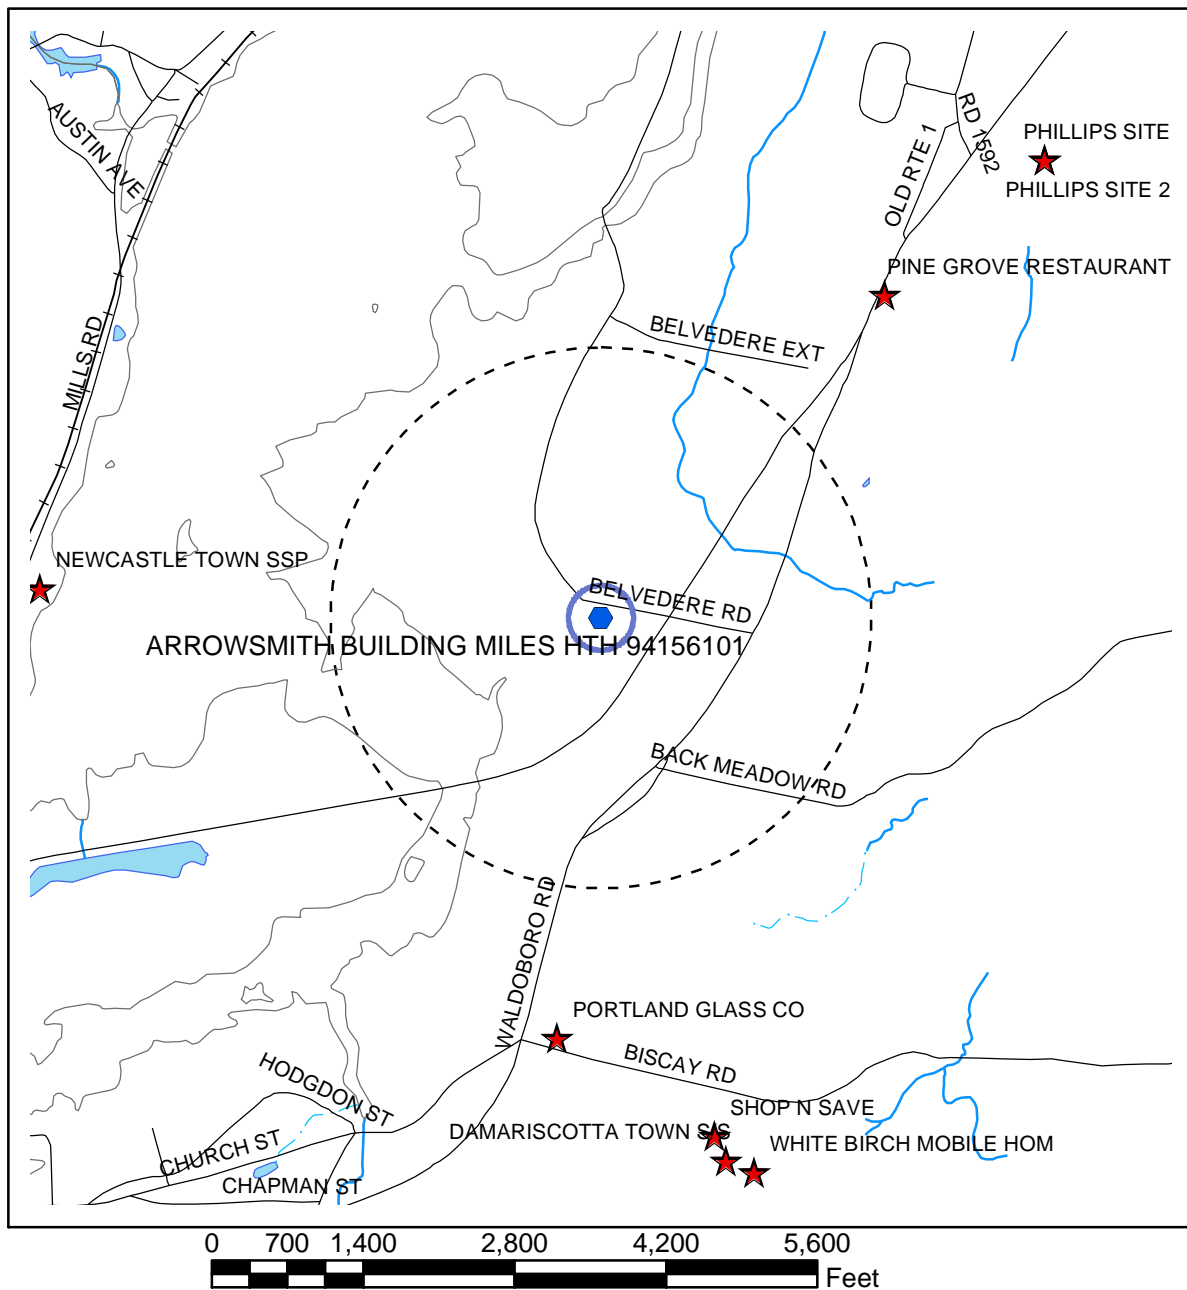 AUSTIN AVE
RD 1592
PHILLIPS SITE
OLD RTE 1
PHILLIPS SITE 2
PINE GROVE RESTAURANT
MILLS RD
BELVEDERE EXT
NEWCASTLE TOWN SSP
BELVEDERE RD
ARROWSMITH BUILDING MILES HTH 94156101
BACK MEADOW RD
WALDOBORO RD
PORTLAND GLASS CO
BISCAY RD
HODGDON ST
SHOP N SAVE
DAMARISCOTTA TOWN S/S
WHITE BIRCH MOBILE HOM
CHURCH ST
CHAPMAN ST
0 700 1,400 2,800 4,200 5,600
Feet